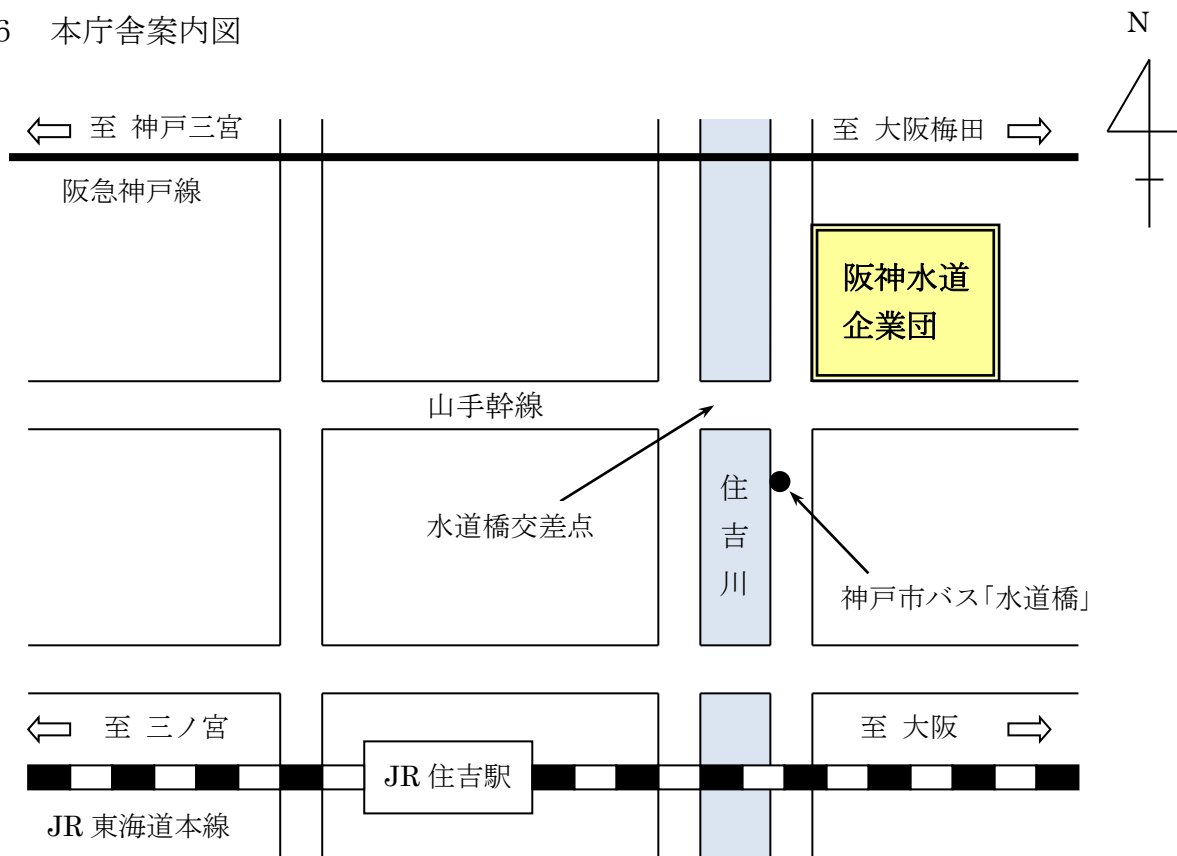 6 本庁舎案内図
N
至 神戸三宮
至 大阪梅田
阪急神戸線
阪神水道
企業団
山手幹線
水道橋交差点
住吉川
神戸市バス「水道橋」
至 三ノ宮
至 大阪
JR 住吉駅
JR 東海道本線